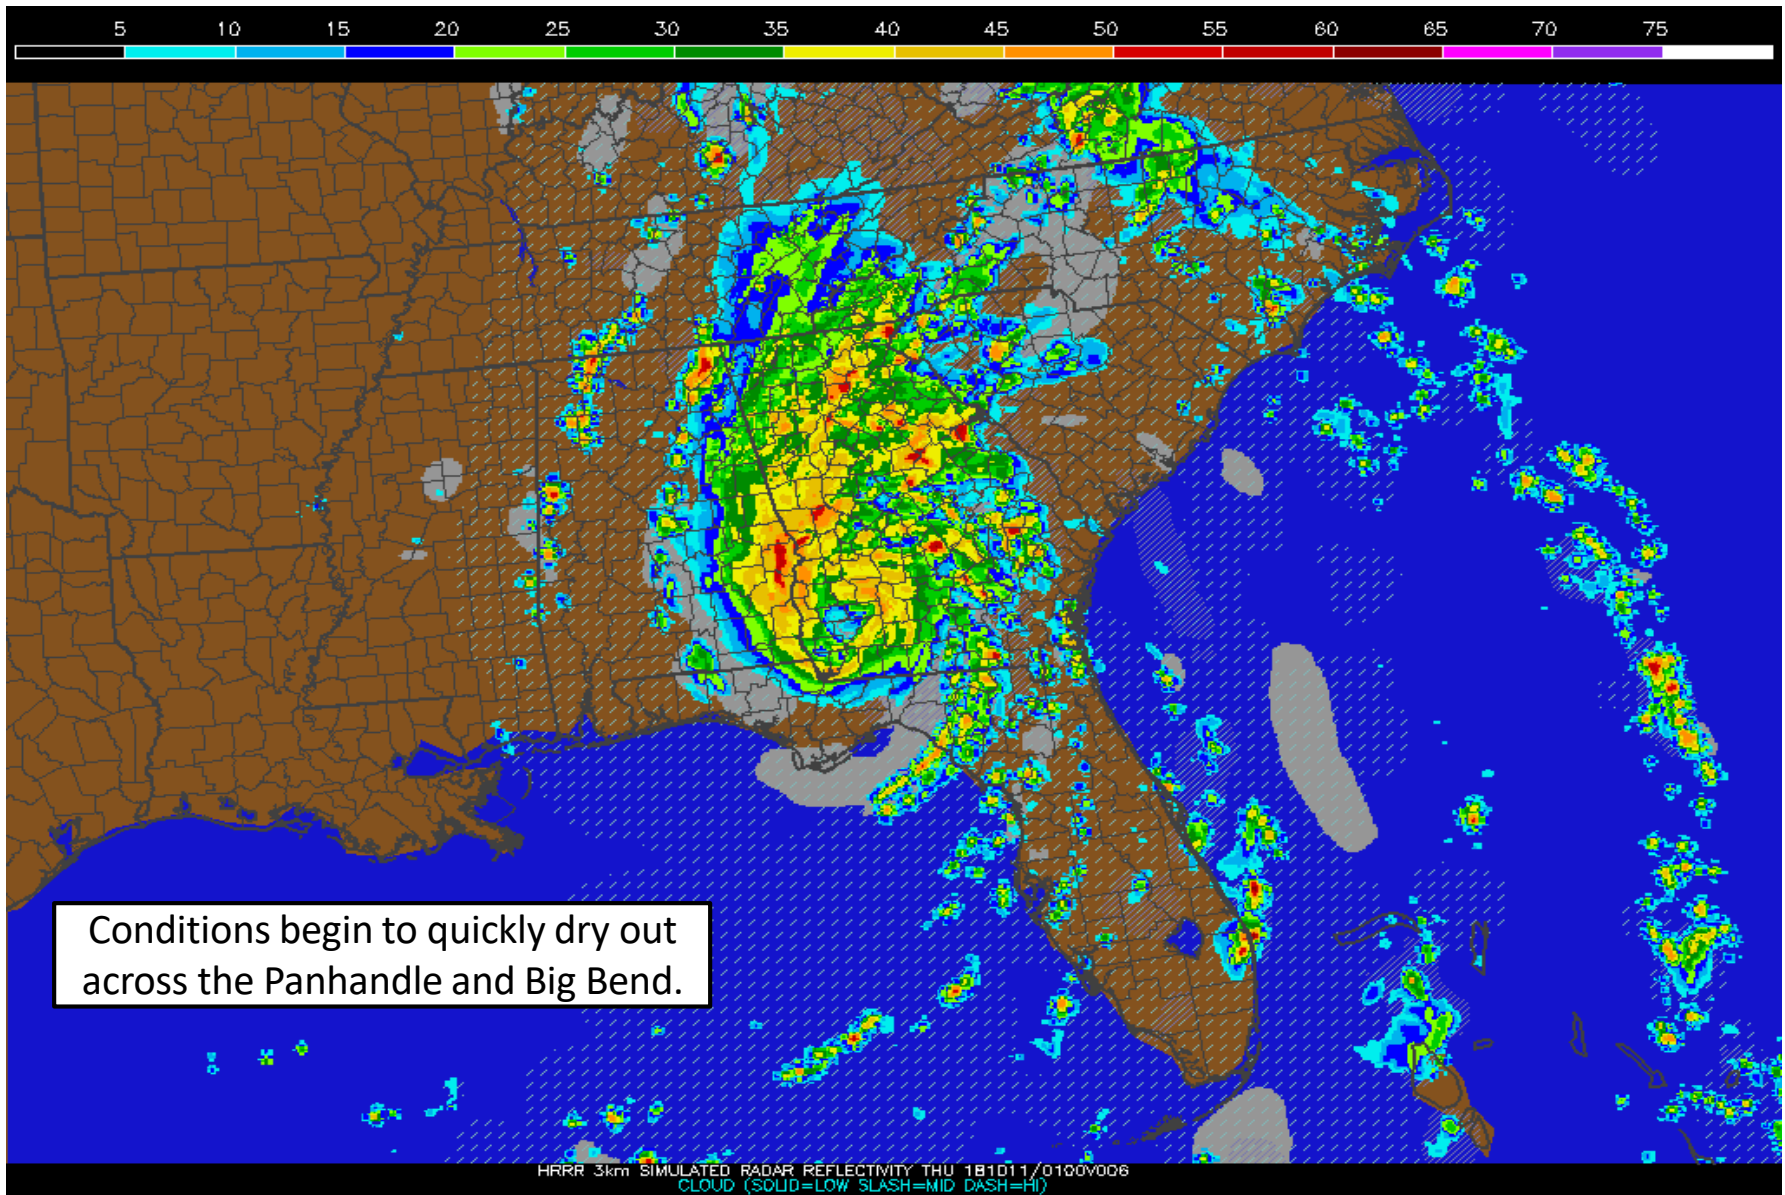 5 10 15 20 25 30 35 40 45 50 55 60 65 70 75
Conditions begin to quickly dry out
across the Panhandle and Big Bend.
HRRR 3km SIMULATED RADAR REFLECTIVITY THU 181011/0100V006
CLOUD (SOLID=LOW SLASH=MID DASH=HI)